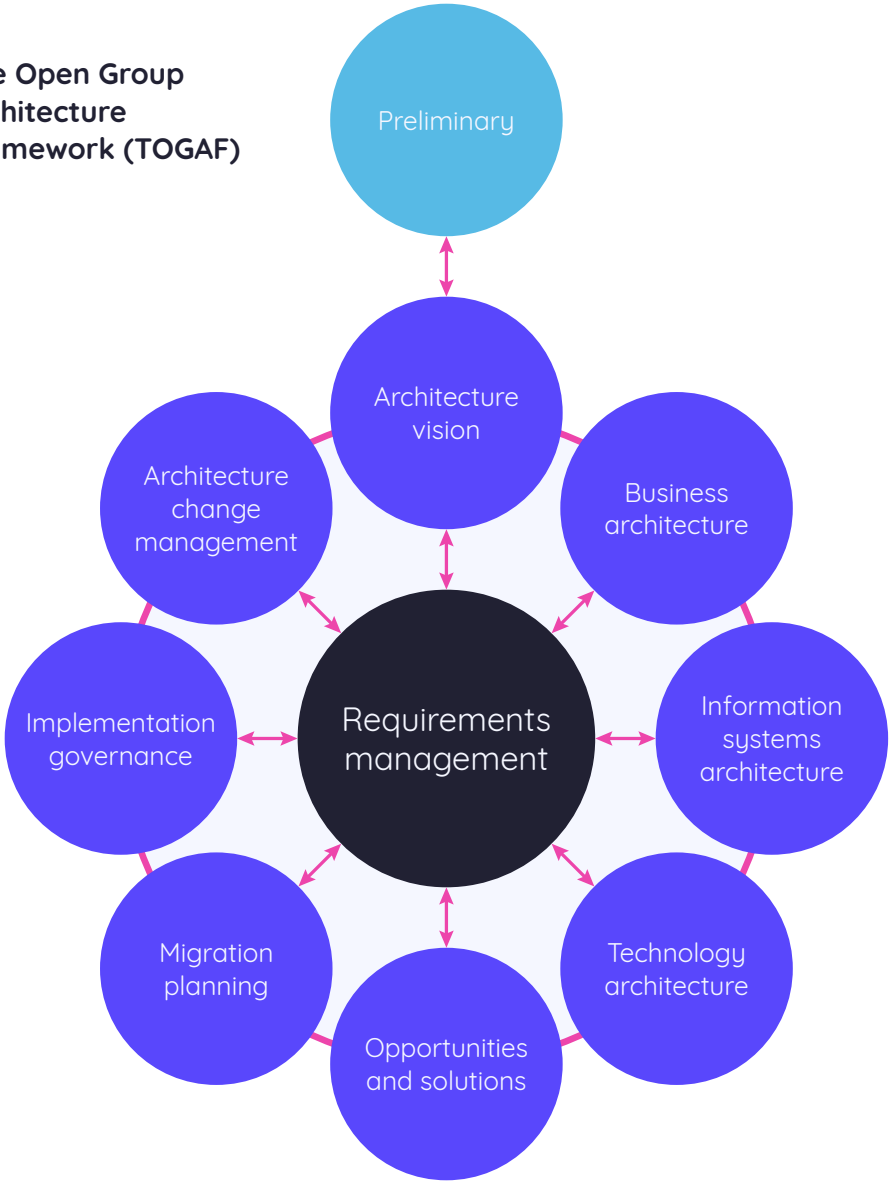 e Open Group
chitecture
mework (TOGAF)
Preliminary
Architecture
vision
Business
architecture
Information
systems
architecture
Technology
architecture
Opportunities
and solutions
Migration
planning
Implementation
governance
Architecture
change
management
Requirements
management